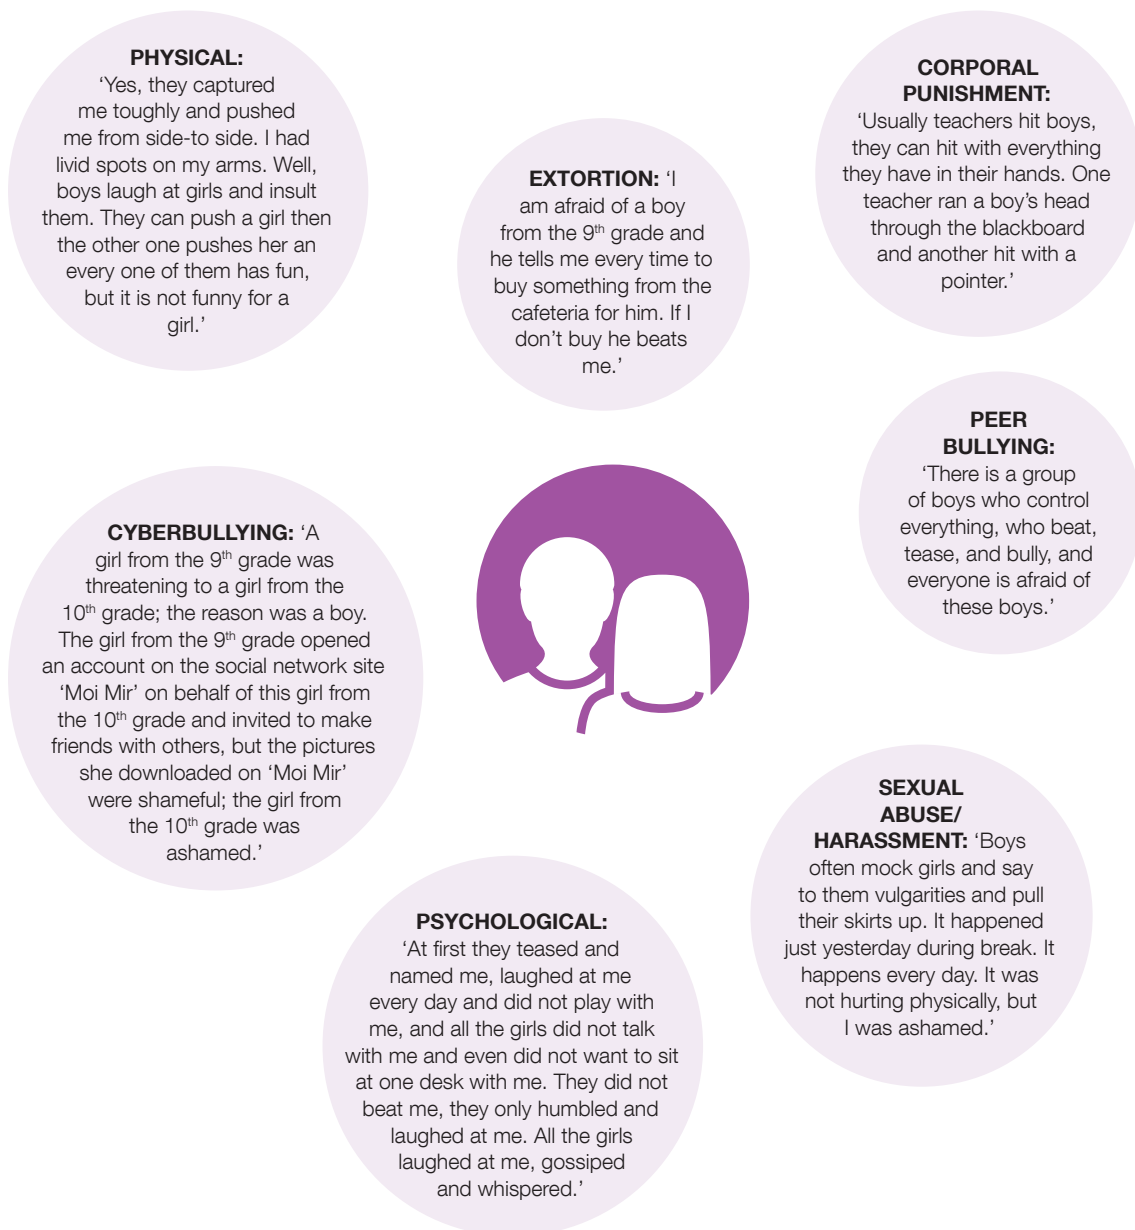 PHYSICAL:
‘Yes, they captured
me toughly and pushed
me from side-to side. I had
livid spots on my arms. Well,
boys laugh at girls and insult
them. They can push a girl then
the other one pushes her an
every one of them has fun,
but it is not funny for a
girl.’
EXTORTION: ‘I
am afraid of a boy
from the 9th grade and
he tells me every time to
buy something from the
cafeteria for him. If I
don’t buy he beats
me.’
CORPORAL
PUNISHMENT:
‘Usually teachers hit boys,
they can hit with everything
they have in their hands. One
teacher ran a boy’s head
through the blackboard
and another hit with a
pointer.’
PEER
BULLYING:
‘There is a group
of boys who control
everything, who beat,
tease, and bully, and
everyone is afraid of
these boys.’
CYBERBULLYING: ‘A
girl from the 9th grade was
threatening to a girl from the
10th grade; the reason was a boy.
The girl from the 9th grade opened
an account on the social network site
‘Moi Mir’ on behalf of this girl from
the 10th grade and invited to make
friends with others, but the pictures
she downloaded on ‘Moi Mir’
were shameful; the girl from
the 10th grade was
ashamed.’
SEXUAL
ABUSE/
HARASSMENT: ‘Boys
often mock girls and say
to them vulgarities and pull
their skirts up. It happened
just yesterday during break. It
happens every day. It was
not hurting physically, but
I was ashamed.’
PSYCHOLOGICAL:
‘At first they teased and
named me, laughed at me
every day and did not play with
me, and all the girls did not talk
with me and even did not want to sit
at one desk with me. They did not
beat me, they only humbled and
laughed at me. All the girls
laughed at me, gossiped
and whispered.’